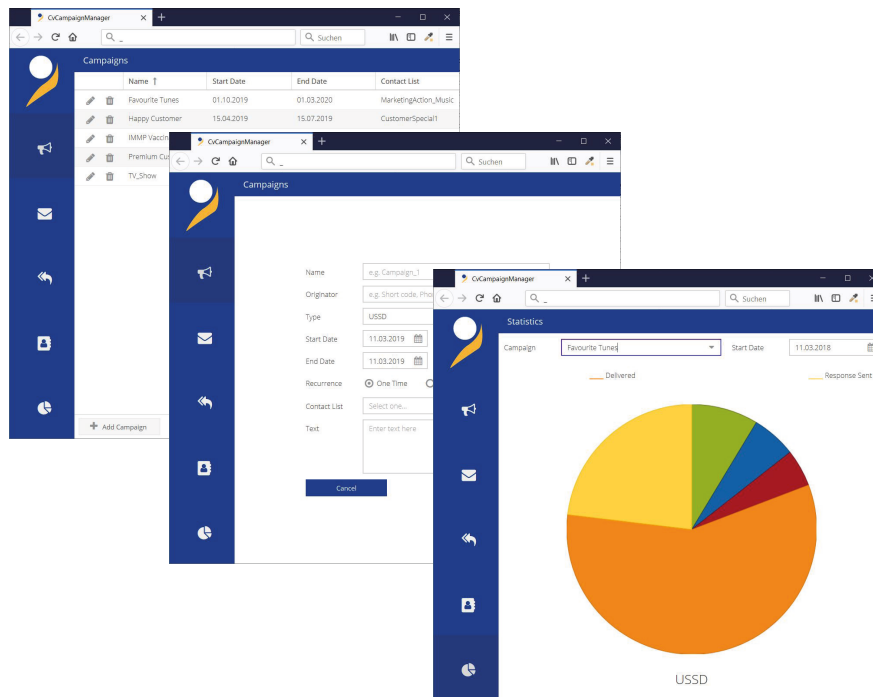 CvCampaignManager
Suchen
Campaigns
Name ↑ Start Date End Date Contact List
Favourite Tunes 01.10.2019 01.03.2020 MarketingAction_Music
Happy Customer 15.04.2019 15.07.2019 CustomerSpecial1
IMMP
Premium
TV_Show
+ Add Campaign
CvCampaignManager
Suchen
Campaigns
Name e.g. Campaign_1
Originator e.g. Short code,
Type USSD
Start Date 11.03.2019
End Date 11.03.2019
Recurrence One Time
Contact List Select one...
Text Enter text here
Cancel
CvCampaignManager
Suchen
Statistics
Campaign Favourite Tunes Start Date 11.03.2018
Delivered Response Sent
USSD